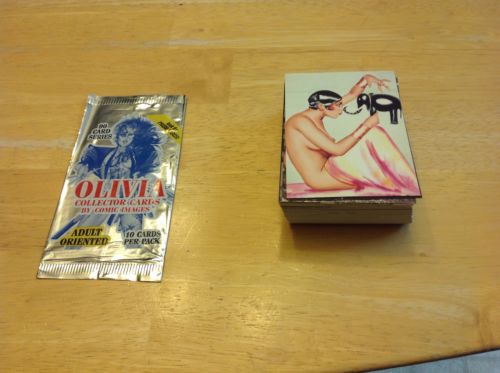 90
CARD
SERIES
OLIVIA
COLLECTOR CARDS
BY COMIC IMAGES
ADULT
ORIENTED
10 CARDS
PER PACK